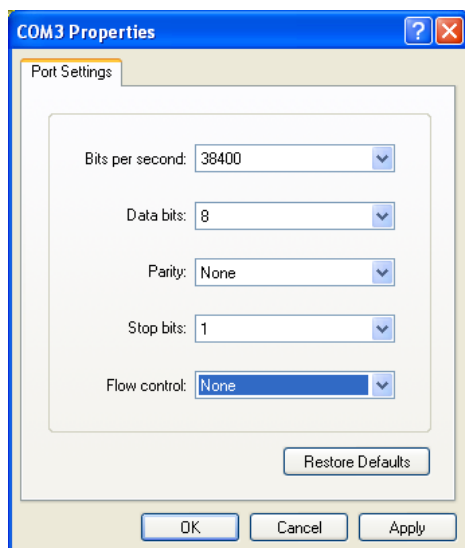 COM3 Properties
Port Settings
Bits per second: 38400
Data bits: 8
Parity: None
Stop bits: 1
Flow control: None
Restore Defaults
OK Cancel Apply